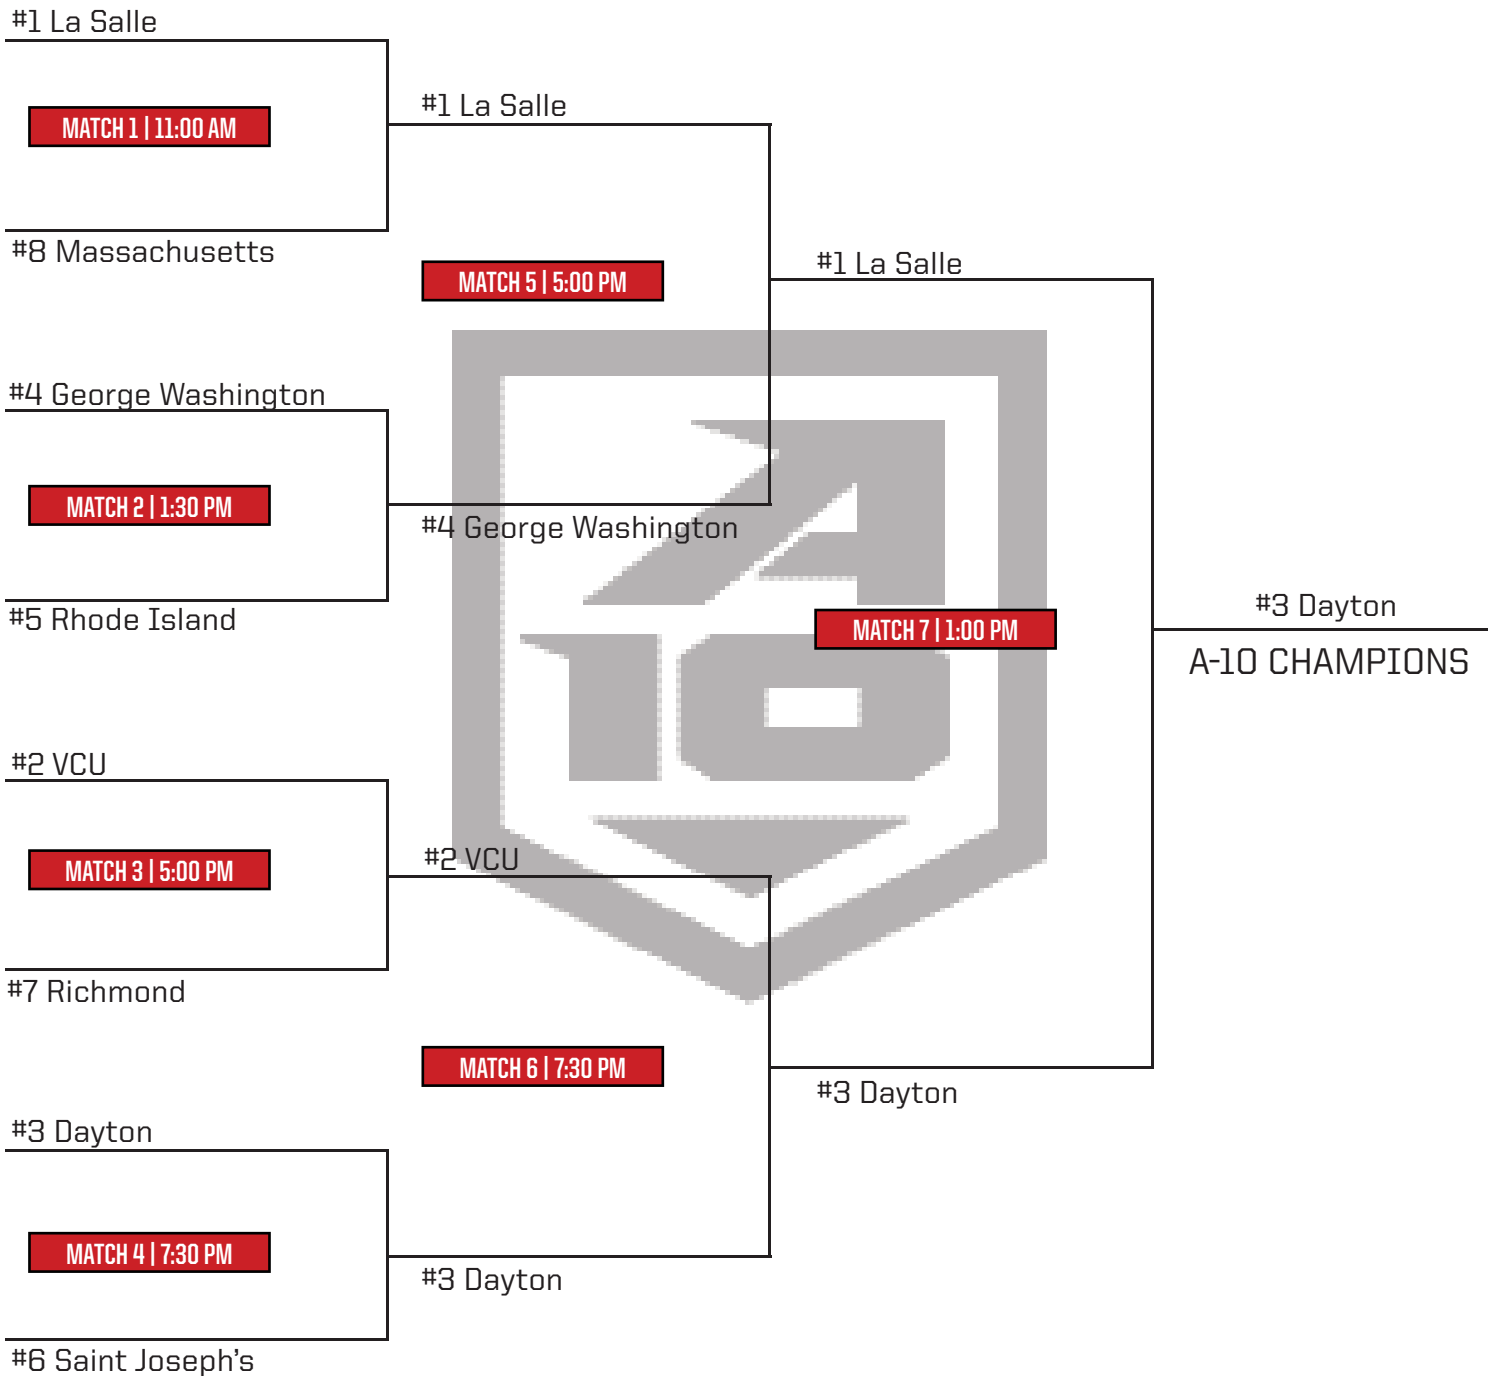 #1 La Salle
MATCH 1 | 11:00 AM
#8 Massachusetts
#1 La Salle
MATCH 5 | 5:00 PM
#4 George Washington
MATCH 2 | 1:30 PM
#5 Rhode Island
#4 George Washington
#1 La Salle
MATCH 7 | 1:00 PM
#3 Dayton
A-10 CHAMPIONS
#2 VCU
MATCH 3 | 5:00 PM
#7 Richmond
#2 VCU
MATCH 6 | 7:30 PM
#3 Dayton
#3 Dayton
MATCH 4 | 7:30 PM
#6 Saint Joseph's
#3 Dayton
A
10